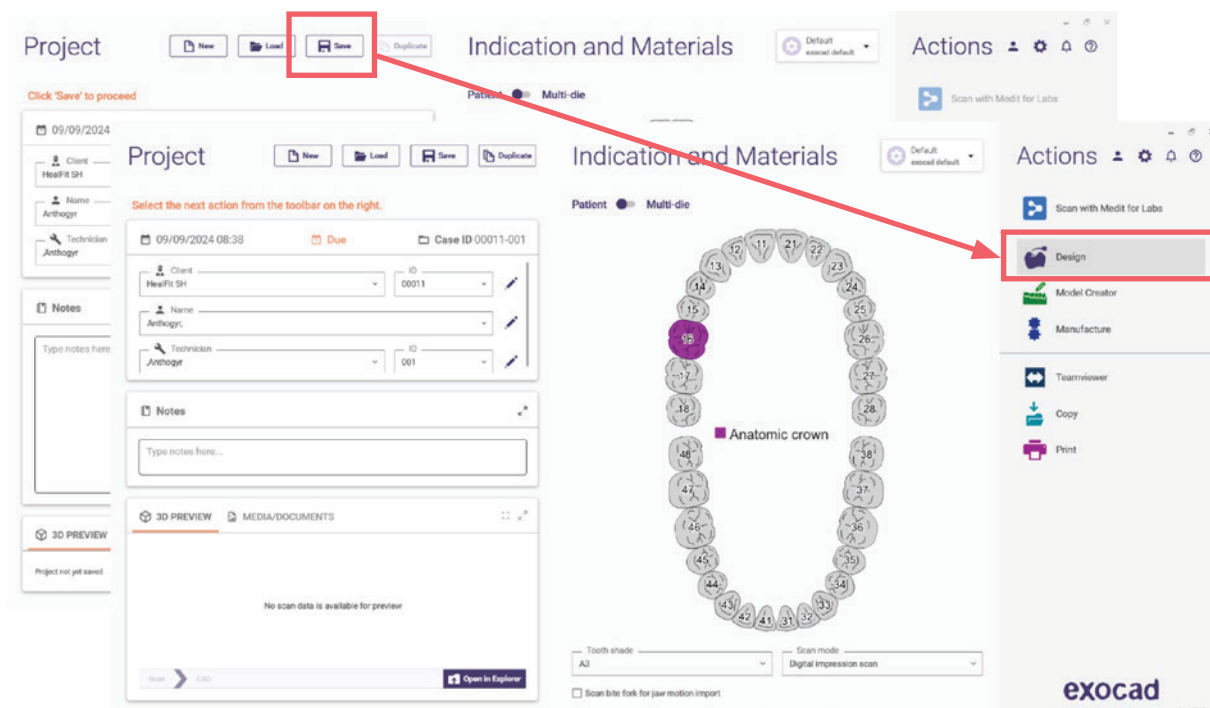 Project
New
Load
Save
Duplicate
Indication and Materials
Default
exocad default
Actions
Click 'Save' to proceed
Patient
Multi-die
Scan with Medit for Labs
09/09/2024
Client
HealFit SH
Name
Anthogyr
Technician
,Anthogyr
Notes
Type notes here
3D PREVIEW
Project not yet saved
Project
New
Load
Save
Duplicate
Indication and Materials
Default
exocad default
Actions
Select the next action from the toolbar on the right.
Patient
Multi-die
09/09/2024 08:38
Due
Case ID 00011-001
Client
HealFit SH
ID
00011
Name
Anthogyr,
Technician
,Anthogyr
ID
001
Notes
Type notes here...
3D PREVIEW
MEDIA/DOCUMENTS
No scan data is available for preview
Scan
CAD
Open in Explorer
12 11 21 22
13 23
14 24
15 25
16 26
17 27
18 28
Anatomic crown
48 38
47 37
46 36
45 35
44 34
43 33
42 41 31 32
Tooth shade
A3
Scan mode
Digital impression scan
Scan bite fork for jaw motion import
Scan with Medit for Labs
Design
Model Creator
Manufacture
Teamviewer
Copy
Print
exocad